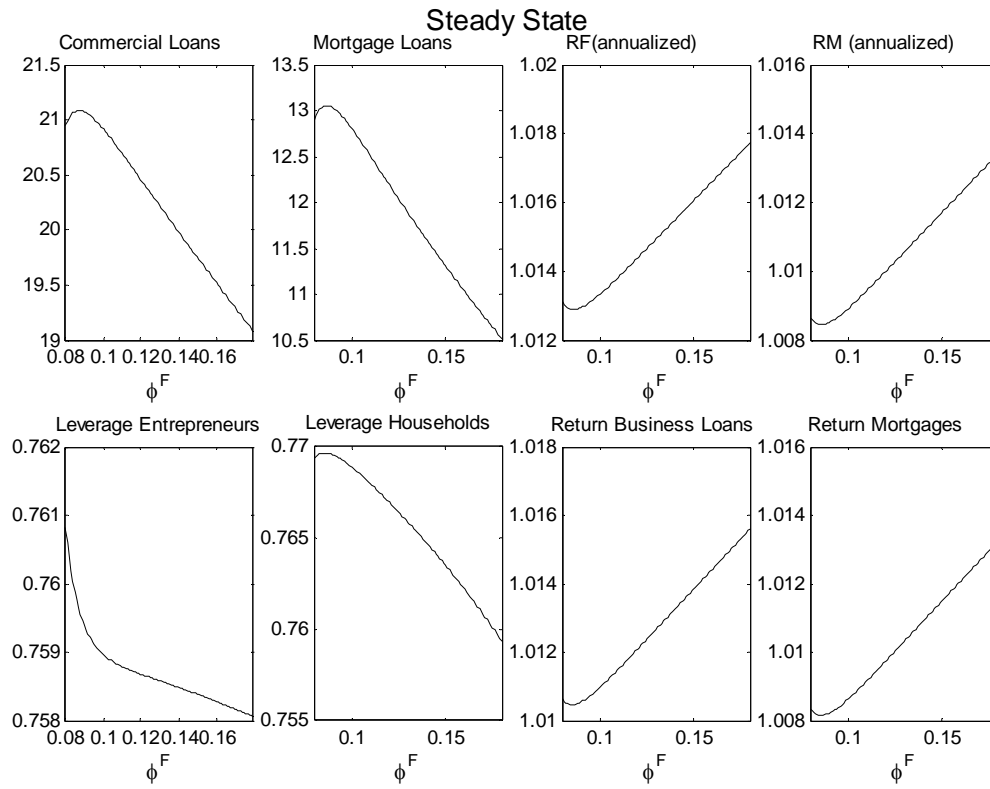 Steady State
Commercial Loans
Mortgage Loans
RF(annualized)
RM (annualized)
21.5
21
20.5
20
19.5
19
0.08 0.1 0.12 0.14 0.16
ϕF
13.5
13
12.5
12
11.5
11
10.5
0.1 0.15
ϕF
1.02
1.018
1.016
1.014
1.012
0.1 0.15
ϕF
1.016
1.014
1.012
1.01
1.008
0.1 0.15
ϕF
Leverage Entrepreneurs
Leverage Households
Return Business Loans
Return Mortgages
0.762
0.761
0.76
0.759
0.758
0.08 0.1 0.12 0.14 0.16
ϕF
0.77
0.765
0.76
0.755
0.1 0.15
ϕF
1.018
1.016
1.014
1.012
1.01
0.1 0.15
ϕF
1.016
1.014
1.012
1.01
1.008
0.1 0.15
ϕF